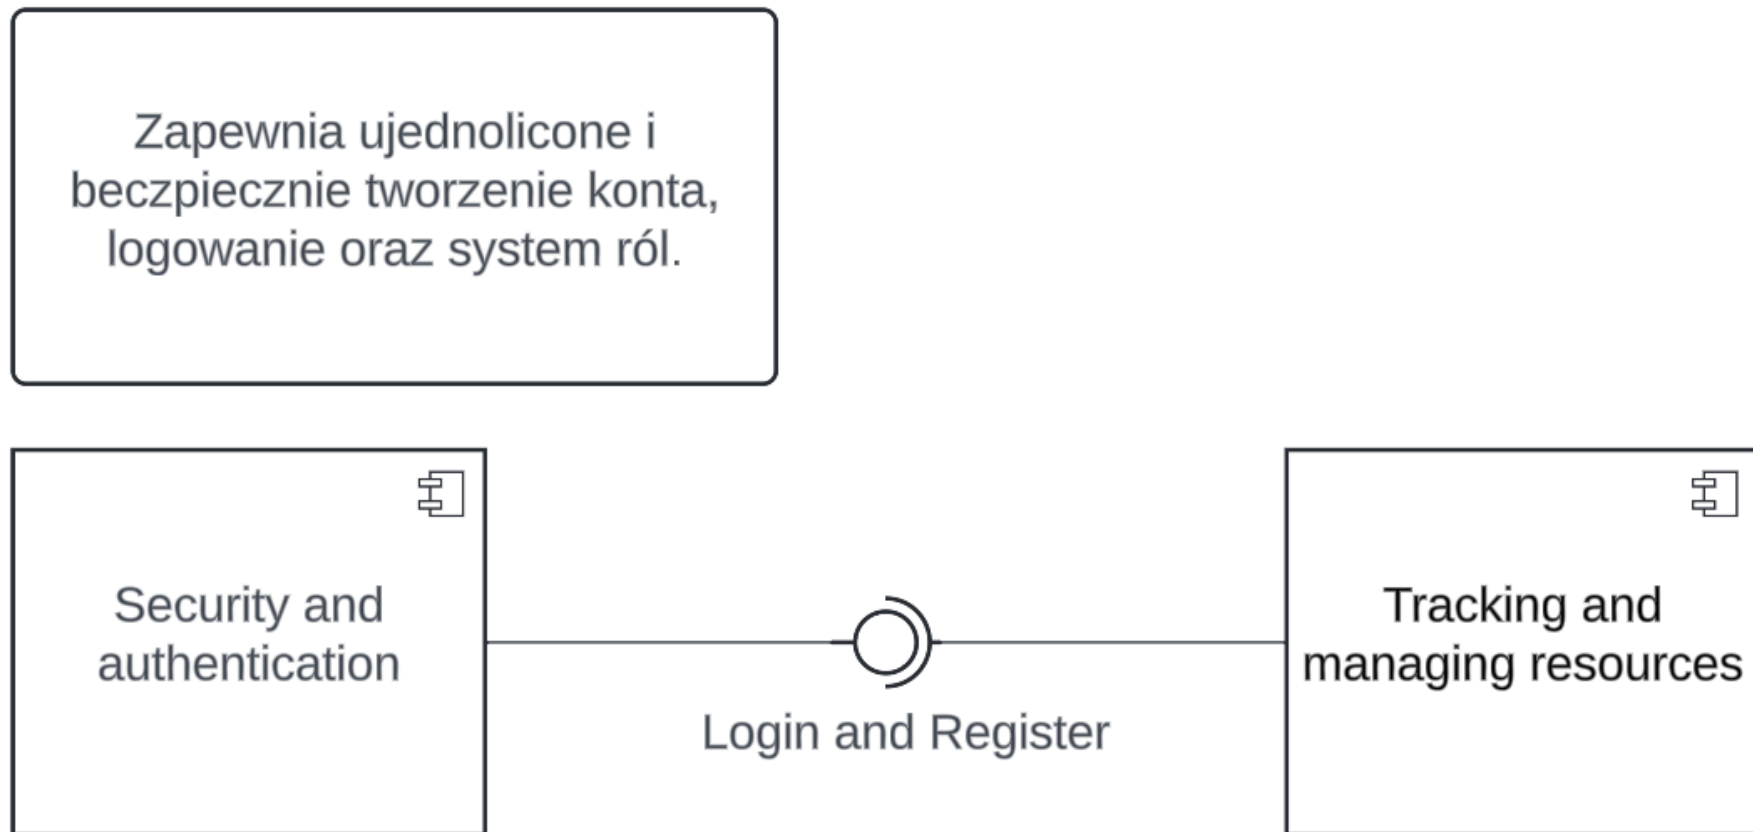 Zapewnia ujednolicone i
beczpiecznie tworzenie konta,
logowanie oraz system ról.
Security and
authentication
Login and Register
Tracking and
managing resources